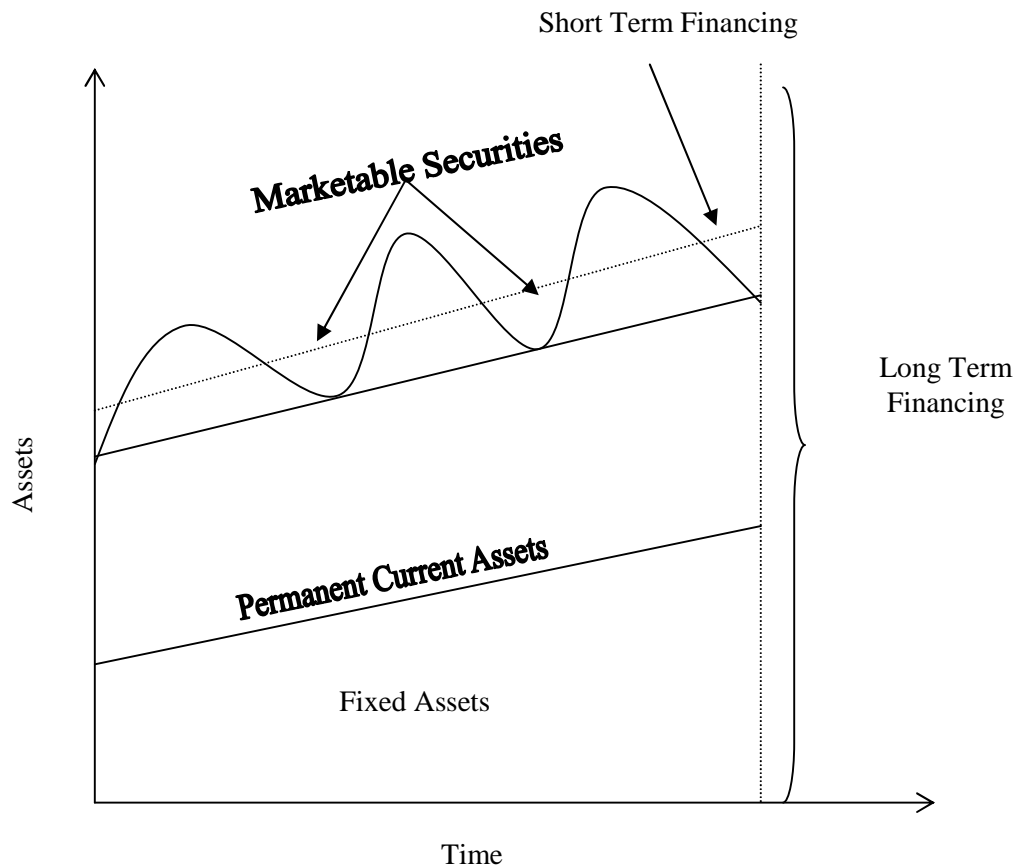 Short Term Financing
Marketable Securities
Long Term
Financing
Assets
Permanent Current Assets
Fixed Assets
Time